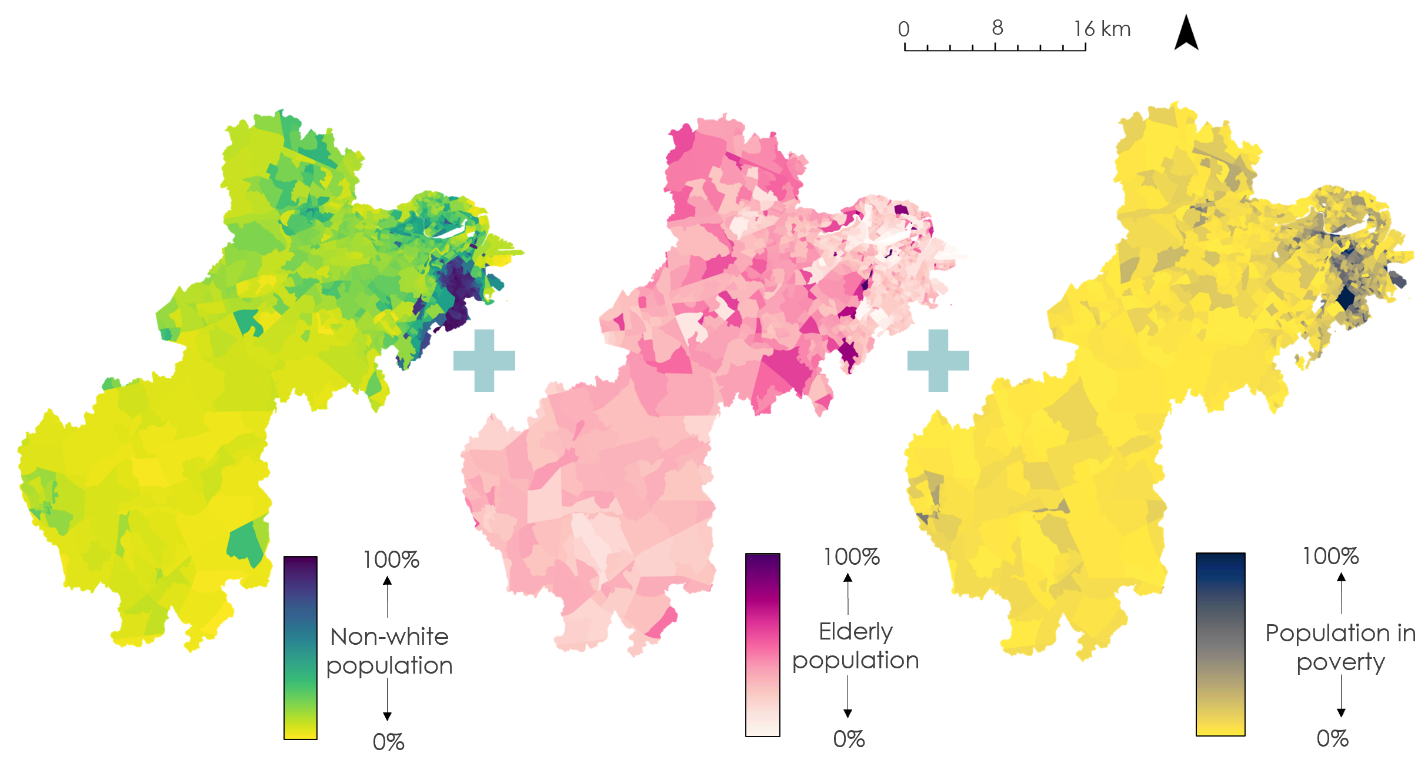 0 8 16 km
100%
Non-white
population
0%
100%
Elderly
population
0%
100%
Population in
poverty
0%